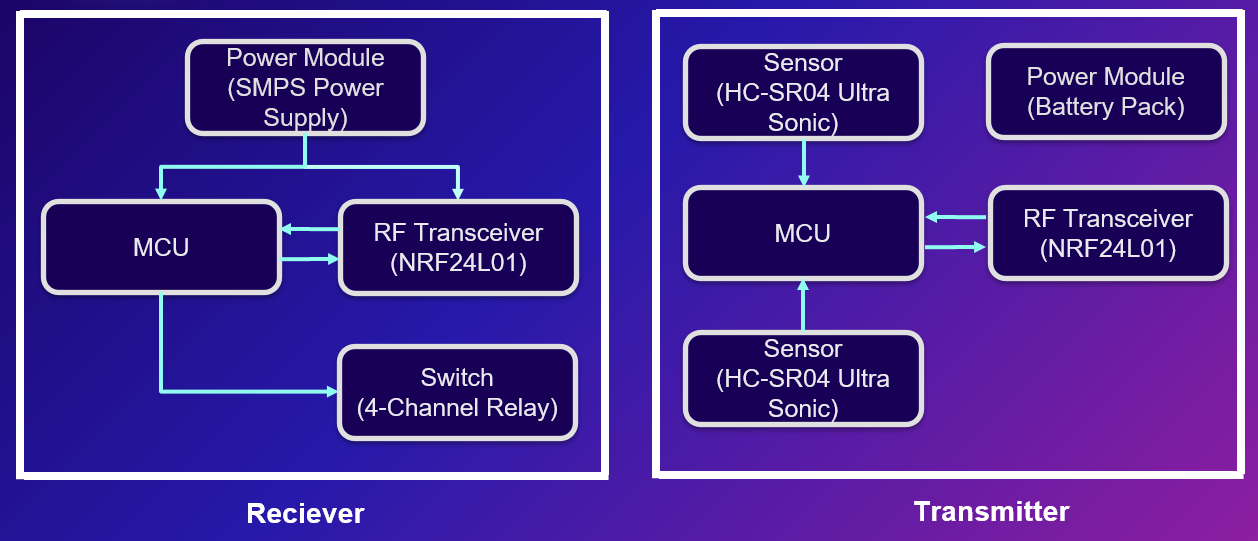 Power Module
(SMPS Power
Supply)
MCU
RF Transceiver
(NRF24L01)
Switch
(4-Channel Relay)
Reciever
Sensor
(HC-SR04 Ultra
Sonic)
Power Module
(Battery Pack)
MCU
RF Transceiver
(NRF24L01)
Sensor
(HC-SR04 Ultra
Sonic)
Transmitter